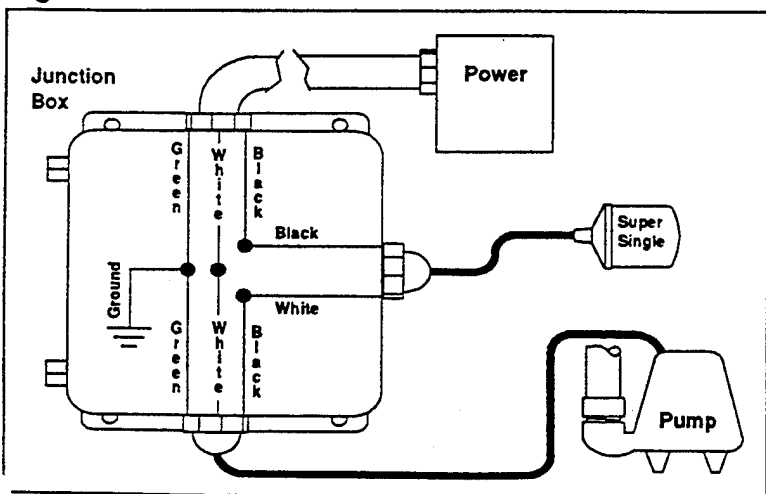 Junction
Box
Power
Green
White
Black
Black
Super
Single
Ground
White
Green
White
Black
Pump